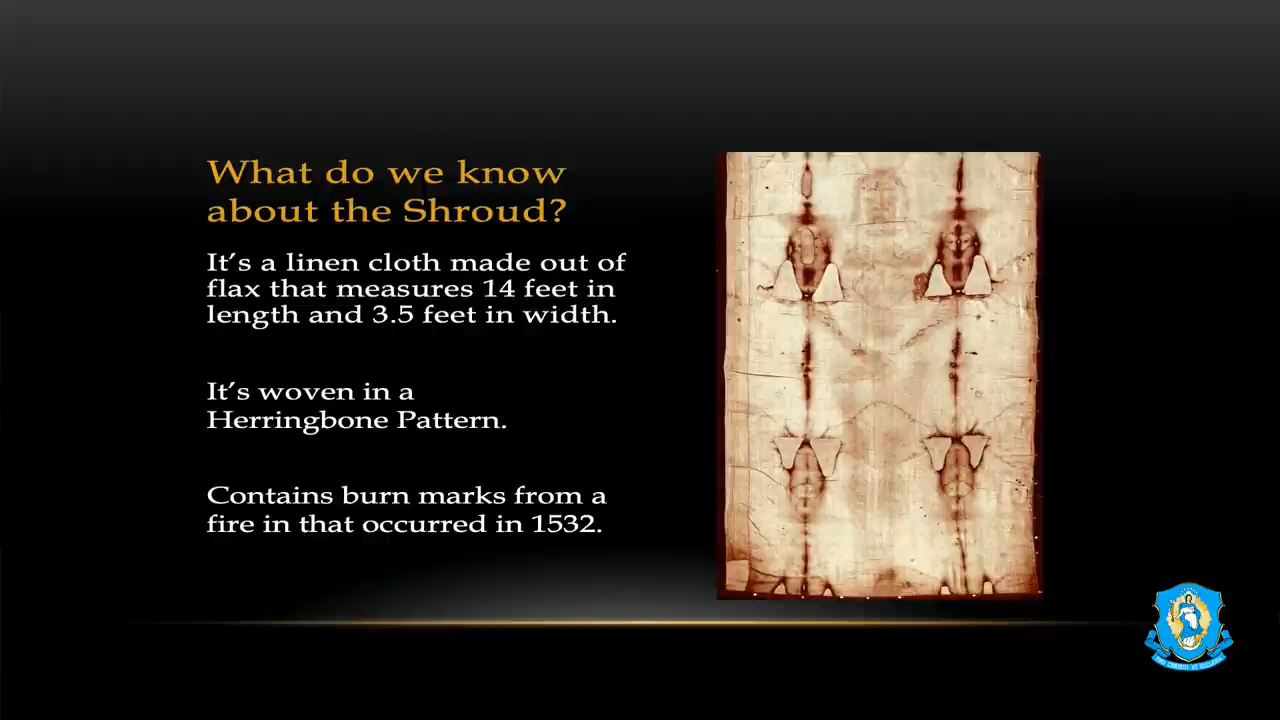 What do we know
about the Shroud?
It's a linen cloth made out of
flax that measures 14 feet in
length and 3.5 feet in width.
It's woven in a
Herringbone Pattern.
Contains burn marks from a
fire in that occurred in 1532.